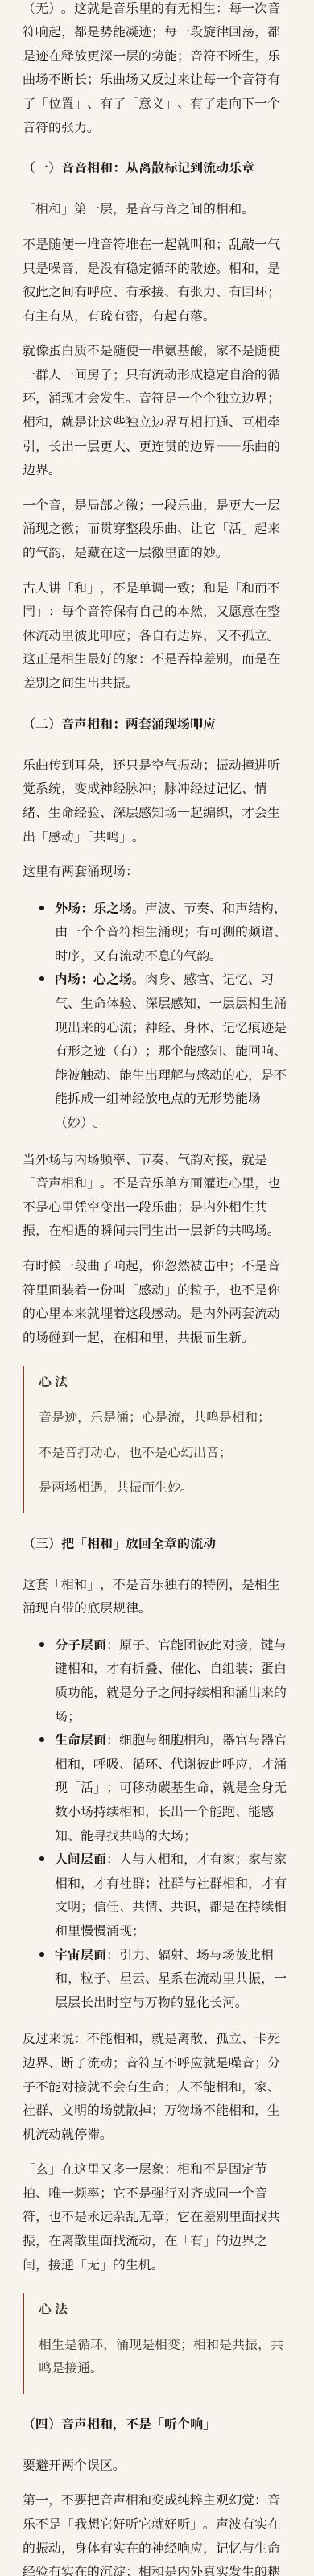 （无）。这就是音乐里的有无相生：每一次音
符响起，都是势能凝迹；每一段旋律回荡，都
是迹在释放更深一层的势能；音符不断生，乐
曲场不断长；乐曲场又反过来让每一个音符有
了「位置」、有了「意义」、有了走向下一个
音符的张力。
（一）音音相和：从离散标记到流动乐章
「相和」第一层，是音与音之间的相和。
不是随便一堆音符堆在一起就叫和；乱敲一气
只是噪音，是没有稳定循环的散迹。相和，是
彼此之间有呼应、有承接、有张力、有回环；
有主有从，有疏有密，有起有落。
就像蛋白质不是随便一串氨基酸，家不是随便
一群人一间房子；只有流动形成稳定自洽的循
环，涌现才会发生。音符是一个个独立边界；
相和，就是让这些独立边界互相打通、互相牵
引，长出一层更大、更连贯的边界——乐曲的
边界。
一个音，是局部之徼；一段乐曲，是更大一层
涌现之徼；而贯穿整段乐曲、让它「活」起来
的气韵，是藏在这一层徼里面的妙。
古人讲「和」，不是单调一致；和是「和而不
同」：每个音符保有自己的本然，又愿意在整
体流动里彼此叩应；各自有边界，又不孤立。
这正是相生最好的象：不是吞掉差别，而是在
差别之间生出共振。
（二）音声相和：两套涌现场叩应
乐曲传到耳朵，还只是空气振动；振动撞进听
觉系统，变成神经脉冲；脉冲经过记忆、情
绪、生命经验、深层感知场一起编织，才会生
出「感动」「共鸣」。
这里有两套涌现场：
外场：乐之场。声波、节奏、和声结构，
由一个个音符相生涌现；有可测的频谱、
时序，又有流动不息的气韵。
内场：心之场。肉身、感官、记忆、习
气、生命体验、深层感知，一层层相生涌
现出来的心流；神经、身体、记忆痕迹是
有形之迹（有）；那个能感知、能回响、
能被触动、能生出理解与感动的心，是不
能拆成一组神经放电点的无形势能场
（妙）。
当外场与内场频率、节奏、气韵对接，就是
「音声相和」。不是音乐单方面灌进心里，也
不是心里凭空变出一段乐曲；是内外相生共
振，在相遇的瞬间共同生出一层新的共鸣场。
有时候一段曲子响起，你忽然被击中；不是音
符里面装着一份叫「感动」的粒子，也不是你
的心里本来就埋着这段感动。是内外两套流动
的场碰到一起，在相和里，共振而生新。
心法
音是迹，乐是涌；心是流，共鸣是相和；
不是音打动心，也不是心幻出音；
是两场相遇，共振而生妙。
（三）把「相和」放回全章的流动
这套「相和」，不是音乐独有的特例，是相生
涌现自带的底层规律。
分子层面：原子、官能团彼此对接，键与
键相和，才有折叠、催化、自组装；蛋白
质功能，就是分子之间持续相和涌出来的
场；
生命层面：细胞与细胞相和，器官与器官
相和，呼吸、循环、代谢彼此呼应，才涌
现「活」；可移动碳基生命，就是全身无
数小场持续相和，长出一个能跑、能感
知、能寻找共鸣的大场；
人间层面：人与人相和，才有家；家与家
相和，才有社群；社群与社群相和，才有
文明；信任、共情、共识，都是在持续相
和里慢慢涌现；
宇宙层面：引力、辐射、场与场彼此相
和，粒子、星云、星系在流动里共振，一
层层长出时空与万物的显化长河。
反过来说：不能相和，就是离散、孤立、卡死
边界、断了流动；音符互不呼应就是噪音；分
子不能对接就不会有生命；人不能相和，家、
社群、文明的场就散掉；万物场不能相和，生
机流动就停滞。
「玄」在这里又多一层象：相和不是固定节
拍、唯一频率；它不是强行对齐成同一个音
符，也不是永远杂乱无章；它在差别里面找共
振，在离散里面找流动，在「有」的边界之
间，接通「无」的生机。
心法
相生是循环，涌现是相变；相和是共振，共
鸣是接通。
（四）音声相和，不是「听个响」
要避开两个误区。
第一，不要把音声相和变成纯粹主观幻觉：音
乐不是「我想它好听它就好听」。声波有实在
的振动，身体有实在的神经响应，记忆与生命
经验有实在的沉淀；相和是内外真实发生的耦